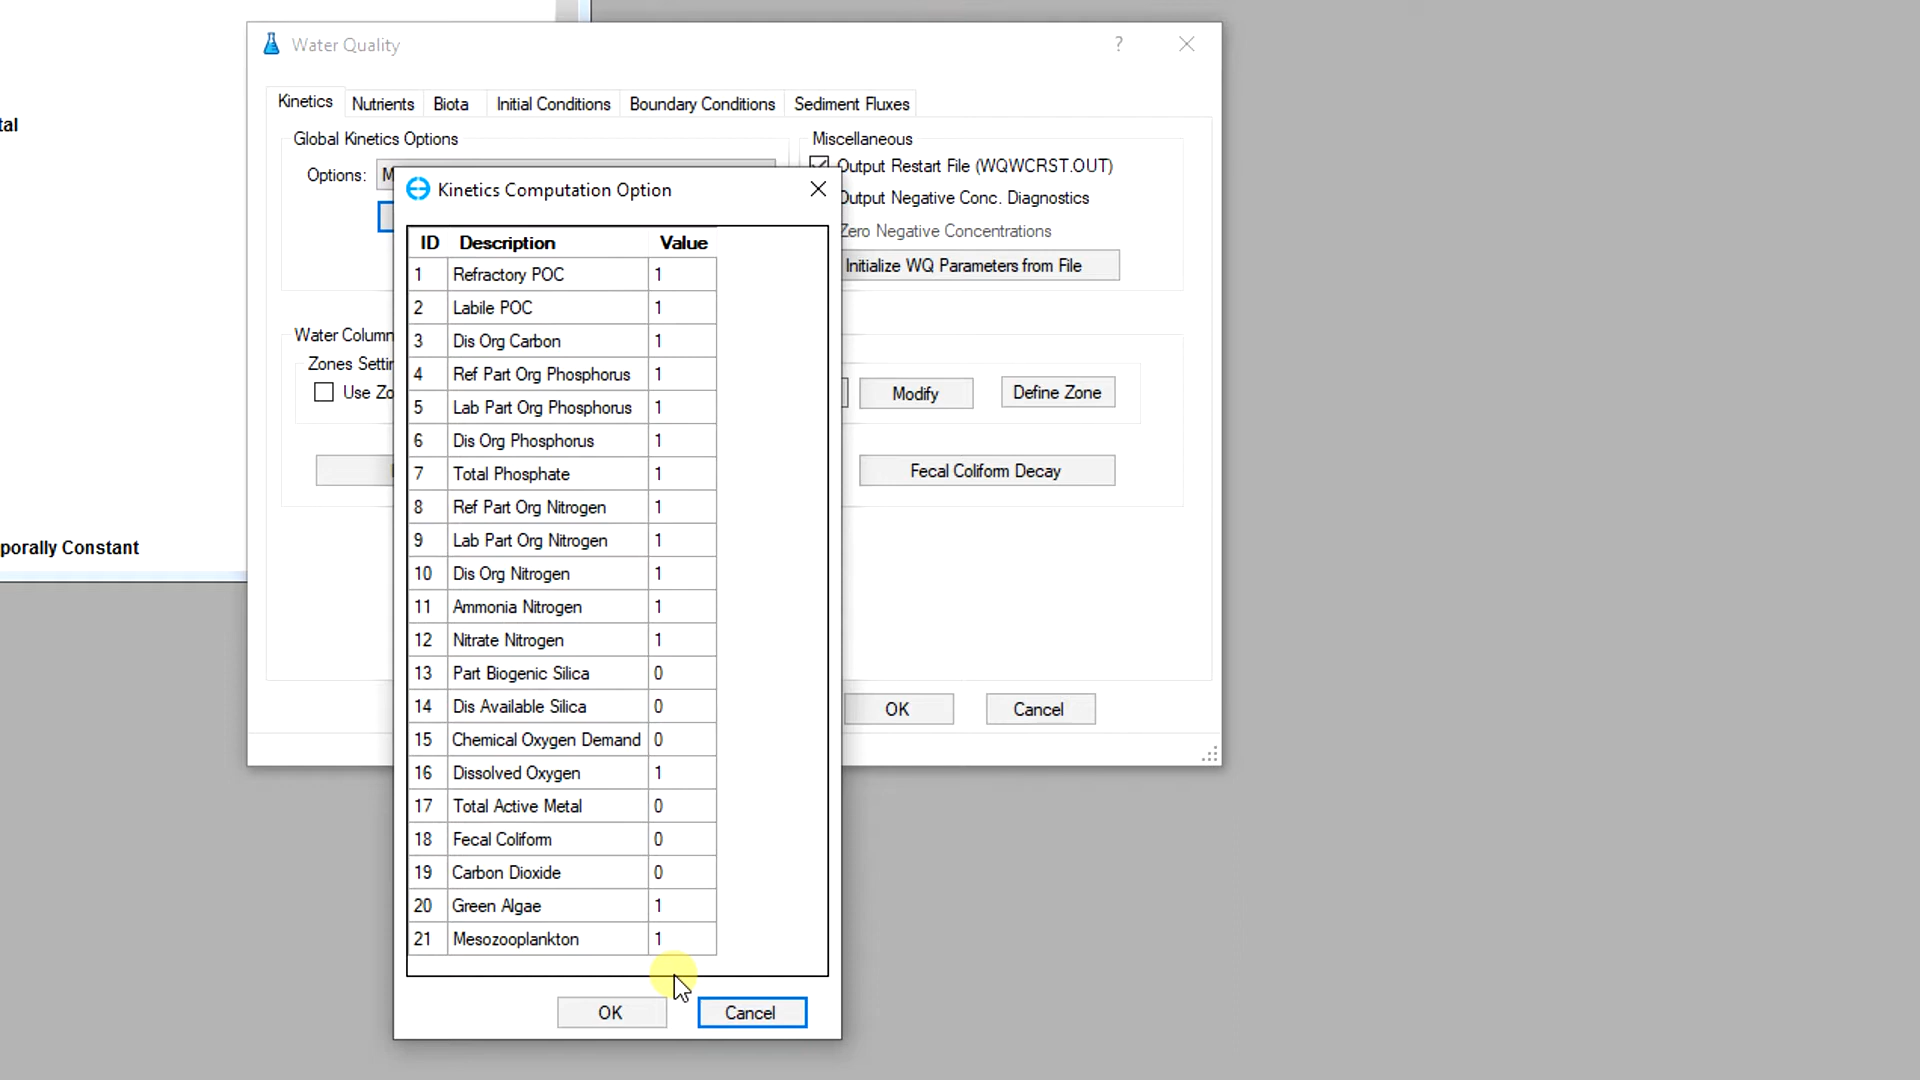 Water Quality
?
Kinetics Nutrients Biota Initial Conditions Boundary Conditions Sediment Fluxes
tal
Global Kinetics Options
Options: M
Miscellaneous
Output Restart File (WQWCRST.OUT)
Output Negative Conc. Diagnostics
Zero Negative Concentrations
Initialize WQ Parameters from File
Water Column
Zones Setti
Use Zo
Modify
Define Zone
Fecal Coliform Decay
porally Constant
OK
Cancel
Kinetics Computation Option
ID Description Value
1 Refractory POC 1
2 Labile POC 1
3 Dis Org Carbon 1
4 Ref Part Org Phosphorus 1
5 Lab Part Org Phosphorus 1
6 Dis Org Phosphorus 1
7 Total Phosphate 1
8 Ref Part Org Nitrogen 1
9 Lab Part Org Nitrogen 1
10 Dis Org Nitrogen 1
11 Ammonia Nitrogen 1
12 Nitrate Nitrogen 1
13 Part Biogenic Silica 0
14 Dis Available Silica 0
15 Chemical Oxygen Demand 0
16 Dissolved Oxygen 1
17 Total Active Metal 0
18 Fecal Coliform 0
19 Carbon Dioxide 0
20 Green Algae 1
21 Mesozooplankton 1
OK
Cancel